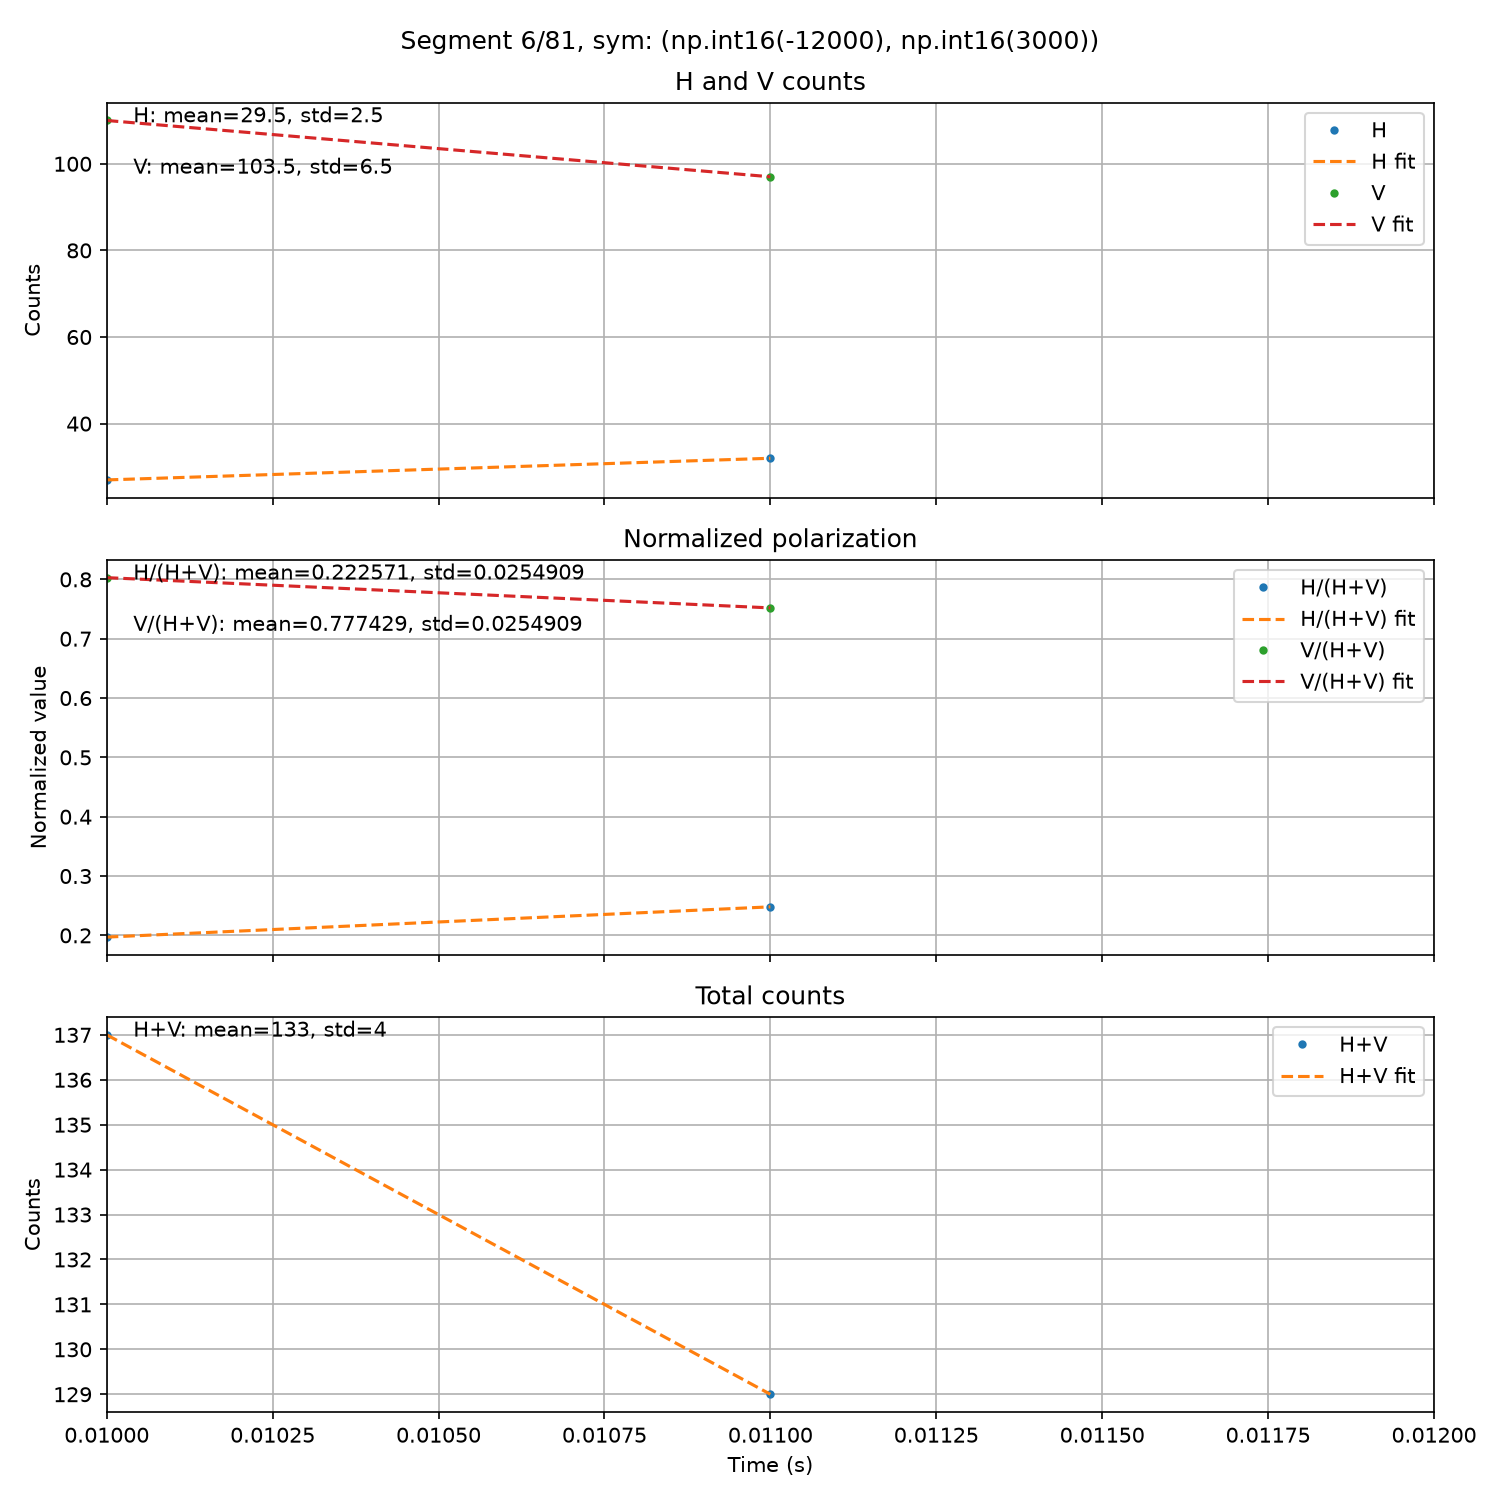 Segment 6/81, sym: (np.int16(-12000), np.int16(3000))
H and V counts
H: mean=29.5, std=2.5
V: mean=103.5, std=6.5
H
H fit
V
V fit
100
80
60
40
Counts
Normalized polarization
H/(H+V): mean=0.222571, std=0.0254909
V/(H+V): mean=0.777429, std=0.0254909
H/(H+V)
H/(H+V) fit
V/(H+V)
V/(H+V) fit
0.8
0.7
0.6
0.5
0.4
0.3
0.2
Normalized value
Total counts
H+V: mean=133, std=4
H+V
H+V fit
137
136
135
134
133
132
131
130
129
Counts
0.01000 0.01025 0.01050 0.01075 0.01100 0.01125 0.01150 0.01175 0.01200
Time (s)